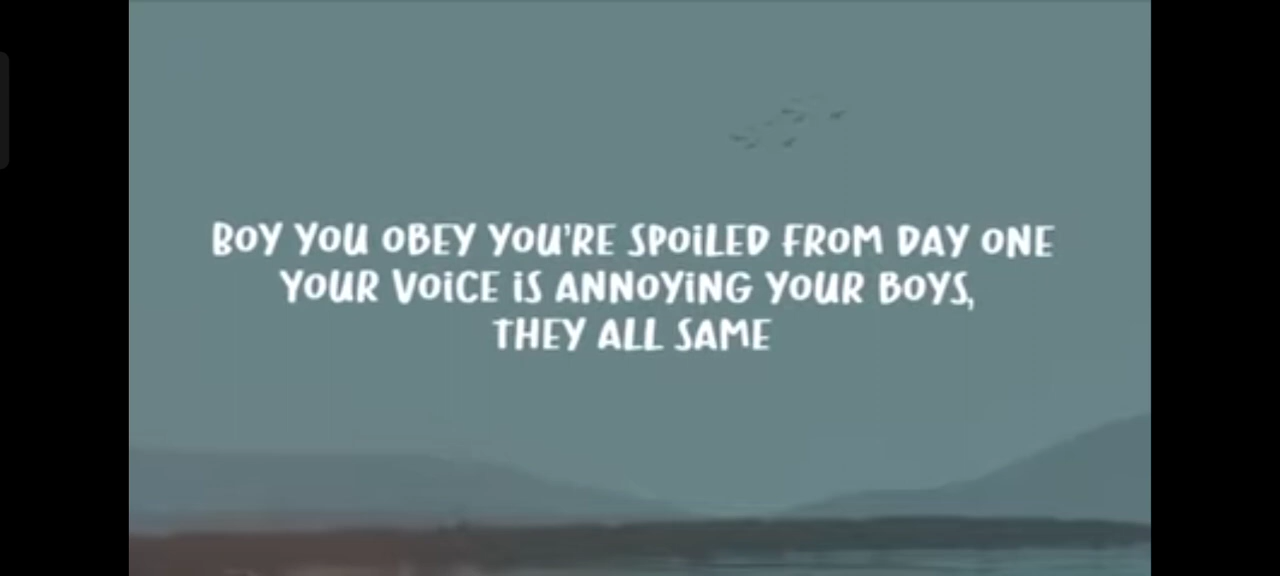 BOY YOU OBEY YOU'RE SPOILED FROM DAY ONE
YOUR VOICE IS ANNOYING YOUR BOYS,
THEY ALL SAME